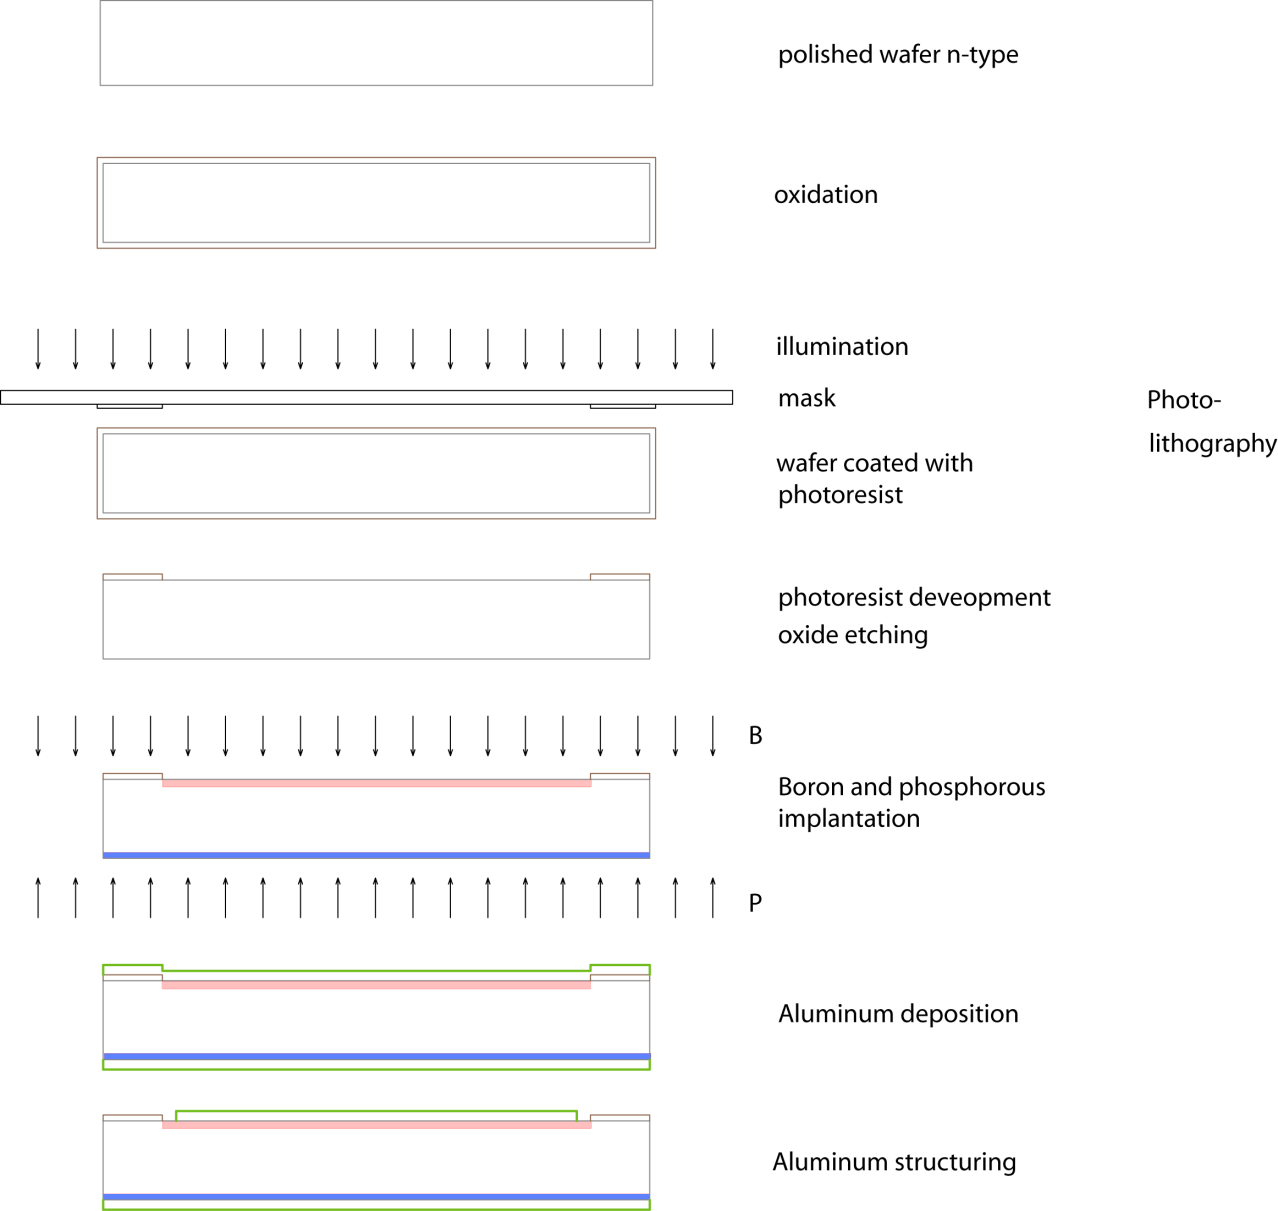 polished wafer n-type
oxidation
illumination
mask
Photo-
lithography
wafer coated with
photoresist
photoresist deveopment
oxide etching
B
Boron and phosphorous
implantation
P
Aluminum deposition
Aluminum structuring